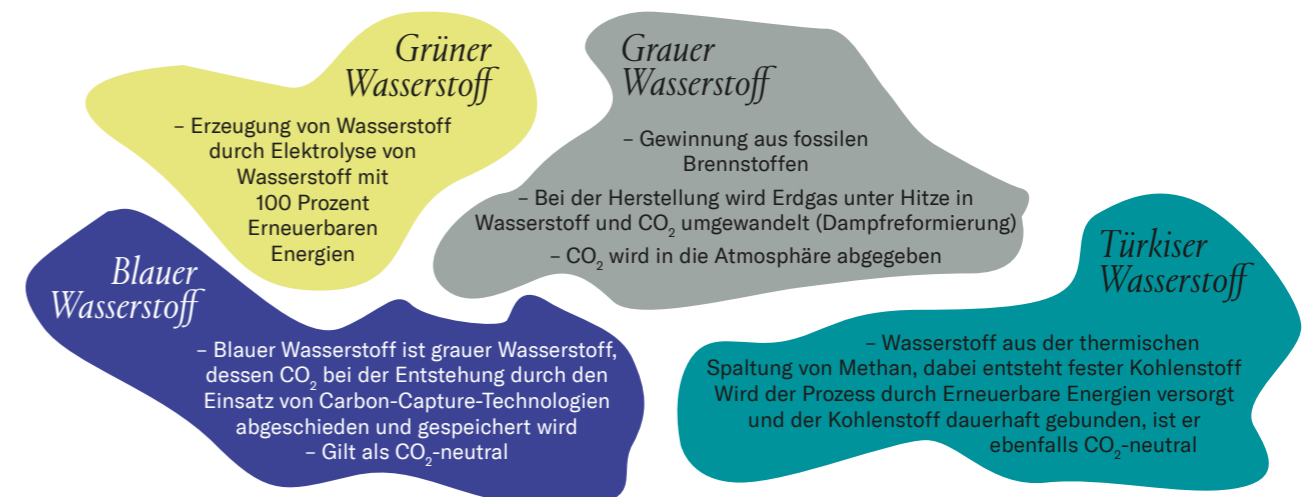 Grüner
Wasserstoff
– Erzeugung von Wasserstoff
durch Elektrolyse von
Wasserstoff mit
100 Prozent
Erneuerbaren
Energien
Grauer
Wasserstoff
– Gewinnung aus fossilen
Brennstoffen
– Bei der Herstellung wird Erdgas unter Hitze in
Wasserstoff und CO₂ umgewandelt (Dampfreformierung)
– CO₂ wird in die Atmosphäre abgegeben
Blauer
Wasserstoff
– Blauer Wasserstoff ist grauer Wasserstoff,
dessen CO₂ bei der Entstehung durch den
Einsatz von Carbon-Capture-Technologien
abgeschieden und gespeichert wird
– Gilt als CO₂-neutral
Türkiser
Wasserstoff
– Wasserstoff aus der thermischen
Spaltung von Methan, dabei entsteht fester Kohlenstoff
Wird der Prozess durch Erneuerbare Energien versorgt
und der Kohlenstoff dauerhaft gebunden, ist er
ebenfalls CO₂-neutral